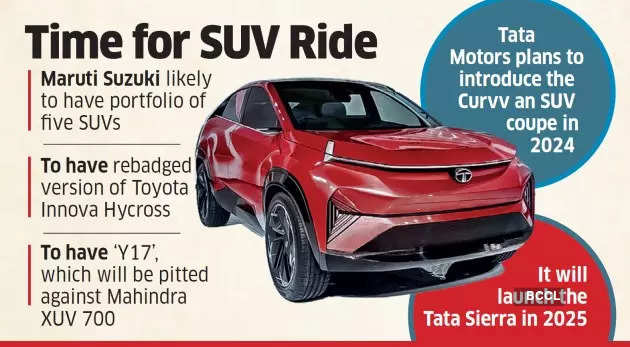 Time for SUV Ride
Maruti Suzuki likely
to have portfolio of
five SUVs
To have rebadged
version of Toyota
Innova Hycross
To have ‘Y17’,
which will be pitted
against Mahindra
XUV 700
Tata
Motors plans to
introduce the
Curvv an SUV
coupe in
2024
It will
launch the
BCCL
Tata Sierra in 2025